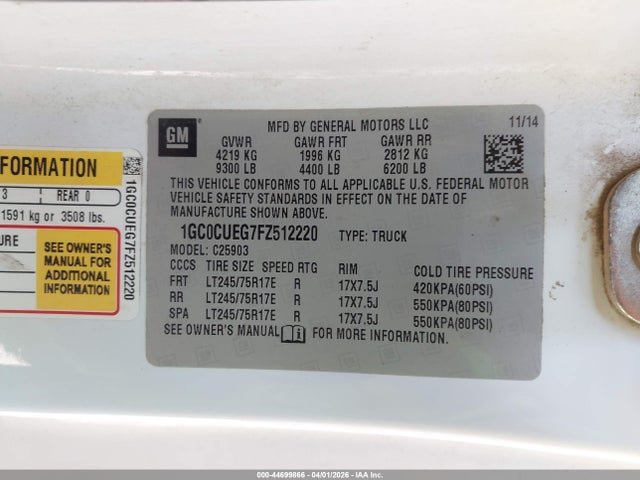 GM
MFD BY GENERAL MOTORS LLC
11/14
GVWR GAWR FRT GAWR RR
4219 KG 1996 KG 2812 KG
9300 LB 4400 LB 6200 LB
THIS VEHICLE CONFORMS TO ALL APPLICABLE U.S. FEDERAL MOTOR
VEHICLE SAFETY STANDARDS IN EFFECT ON THE DATE OF
MANUFACTURE SHOWN ABOVE.
1GC0CUEG7FZ512220 TYPE: TRUCK
MODEL: C25903
CCCS TIRE SIZE SPEED RTG RIM COLD TIRE PRESSURE
FRT LT245/75R17E R 17X7.5J 420KPA(60PSI)
RR LT245/75R17E R 17X7.5J 550KPA(80PSI)
SPA LT245/75R17E R 17X7.5J 550KPA(80PSI)
SEE OWNER'S MANUAL FOR MORE INFORMATION.
FORMATION
3 REAR 0
1591 kg or 3508 lbs.
SEE OWNER'S
MANUAL FOR
ADDITIONAL
INFORMATION
1GC0CUEG7FZ512220
000-44699866 - 04/01/2026 - IAAI.COM